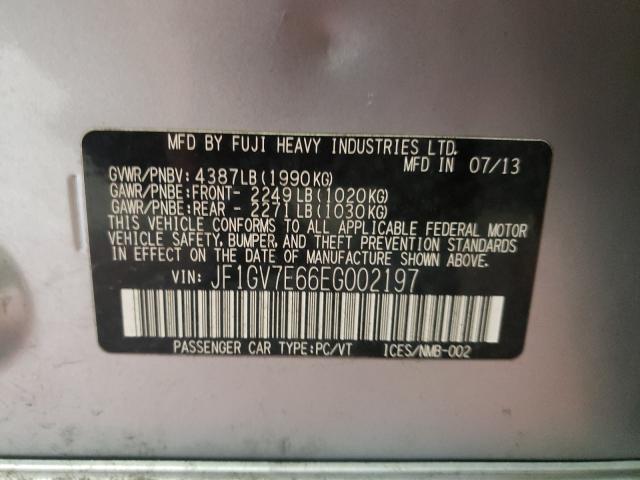 MFD BY FUJI HEAVY INDUSTRIES LTD.
MFD IN 07/13
GVWR/PNBV: 4387LB(1990KG)
GAWR/PNBE:FRONT- 2249LB(1020KG)
GAWR/PNBE:REAR - 2271LB(1030KG)
THIS VEHICLE CONFORMS TO ALL APPLICABLE FEDERAL MOTOR
VEHICLE SAFETY, BUMPER, AND THEFT PREVENTION STANDARDS
IN EFFECT ON THE DATE OF MANUFACTURE SHOWN ABOVE.
VIN: JF1GV7E66EG002197
PASSENGER CAR TYPE:PC/VT ICES/NMB-002